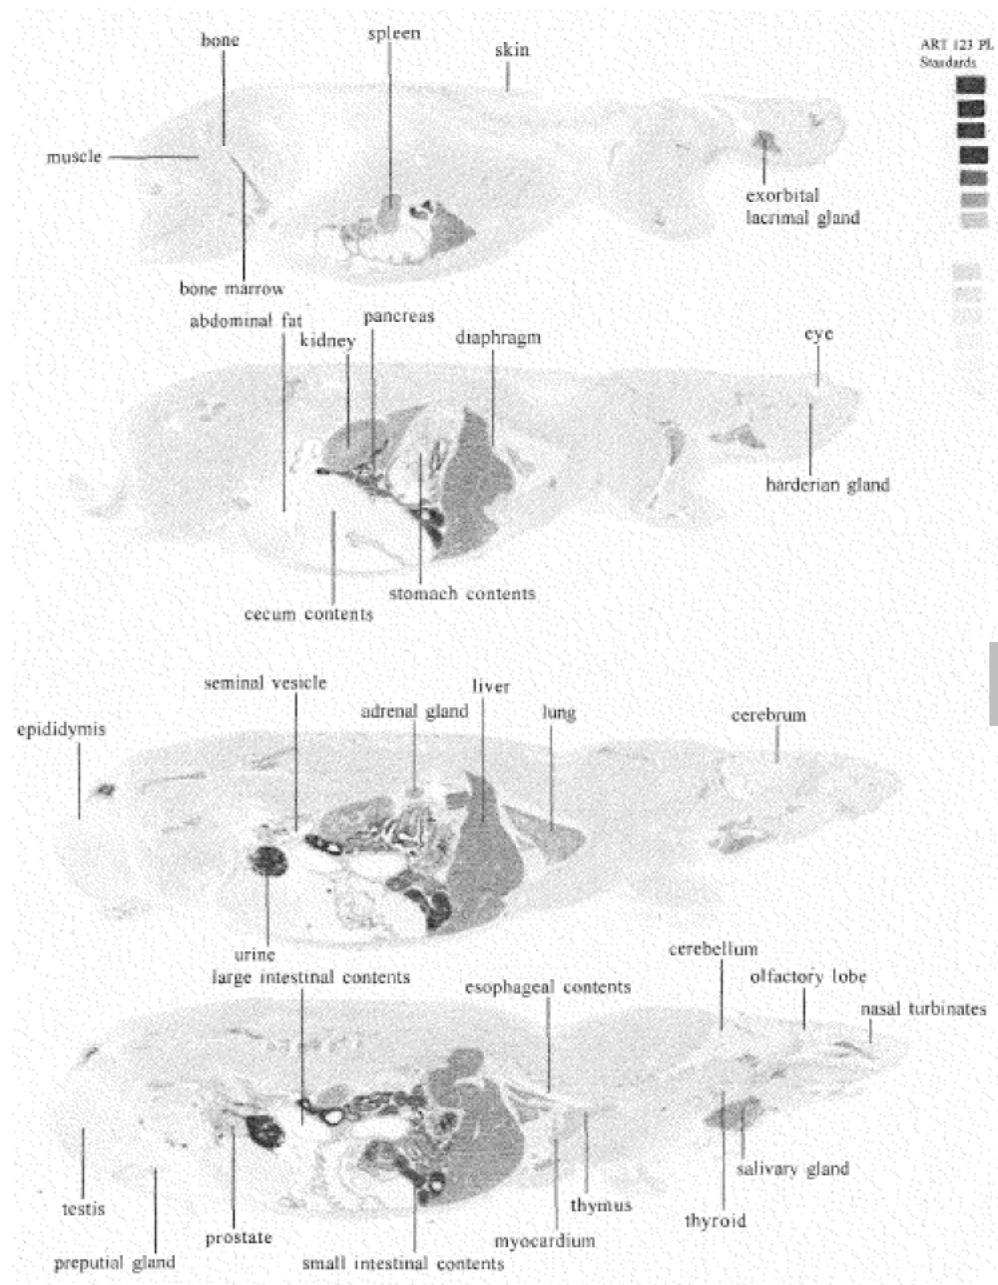 bone
spleen
skin
ART 123 PL
Standards
muscle
exorbital
lacrimal gland
bone marrow
abdominal fat
pancreas
kidney
diaphragm
eye
harderian gland
stomach contents
cecum contents
seminal vesicle
liver
adrenal gland
lung
cerebrum
epididymis
urine
cerebellum
large intestinal contents
olfactory lobe
esophageal contents
nasal turbinates
salivary gland
testis
thymus
thyroid
prostate
myocardium
preputial gland
small intestinal contents